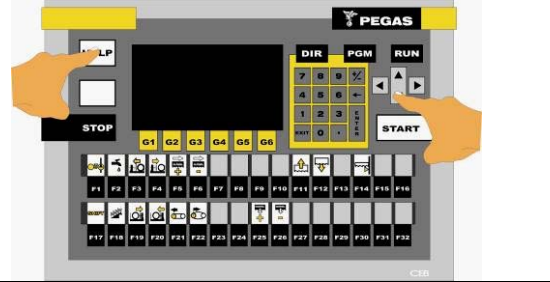 PEGAS
HELP
DIR PGM RUN
7 8 9 +/-
4 5 6 ←
1 2 3 ENTER
EXIT 0 .
STOP
START
G1 G2 G3 G4 G5 G6
F1 F2 F3 F4 F5 F6 F7 F8 F9 F10 F11 F12 F13 F14 F15 F16
SHIFT
F17 F18 F19 F20 F21 F22 F23 F24 F25 F26 F27 F28 F29 F30 F31 F32